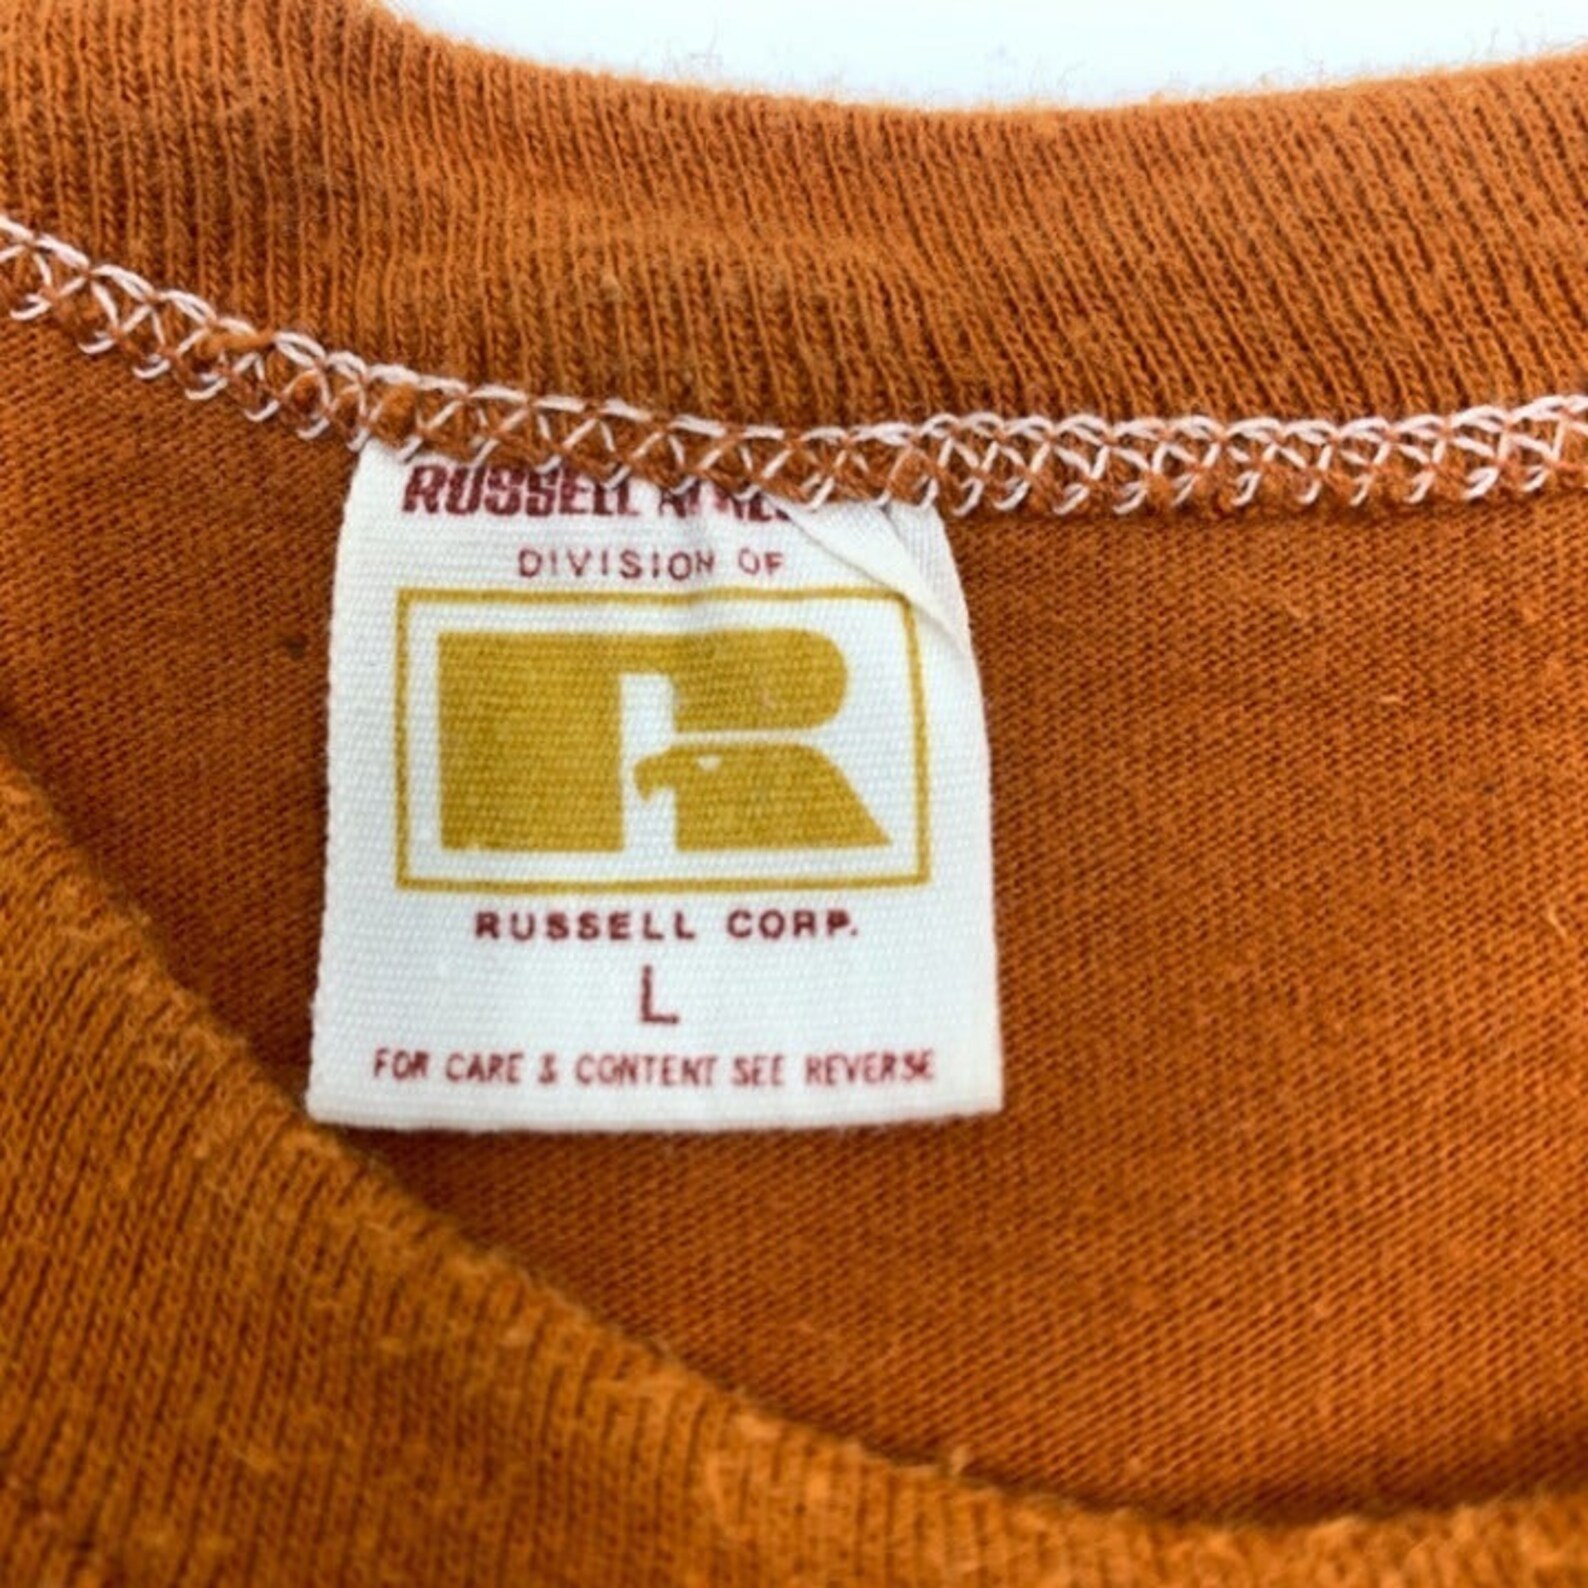 RUSSELL
DIVISION OF
R
RUSSELL CORP.
L
FOR CARE & CONTENT SEE REVERSE